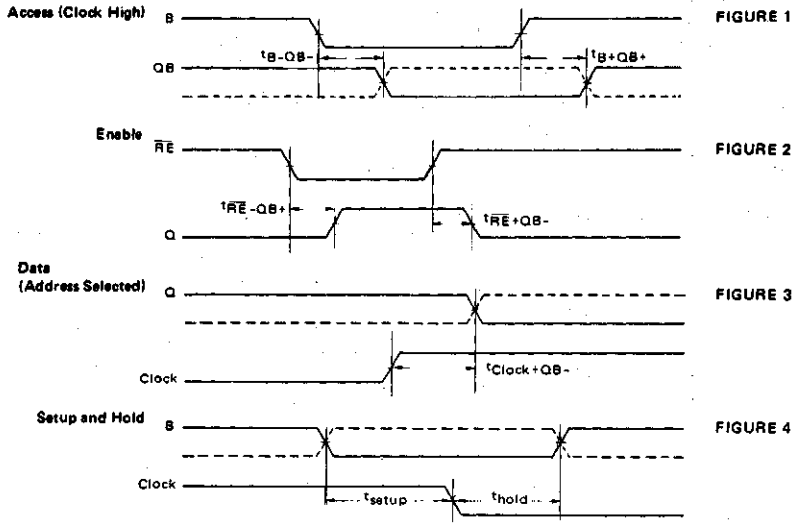 Access (Clock High) B FIGURE 1
tB-QB- tB+QB+
QB
Enable
RE FIGURE 2
tRE-QB+ tRE+QB-
Q
Data
(Address Selected) Q FIGURE 3
tClock+QB-
Clock
Setup and Hold B FIGURE 4
Clock
tsetup thold